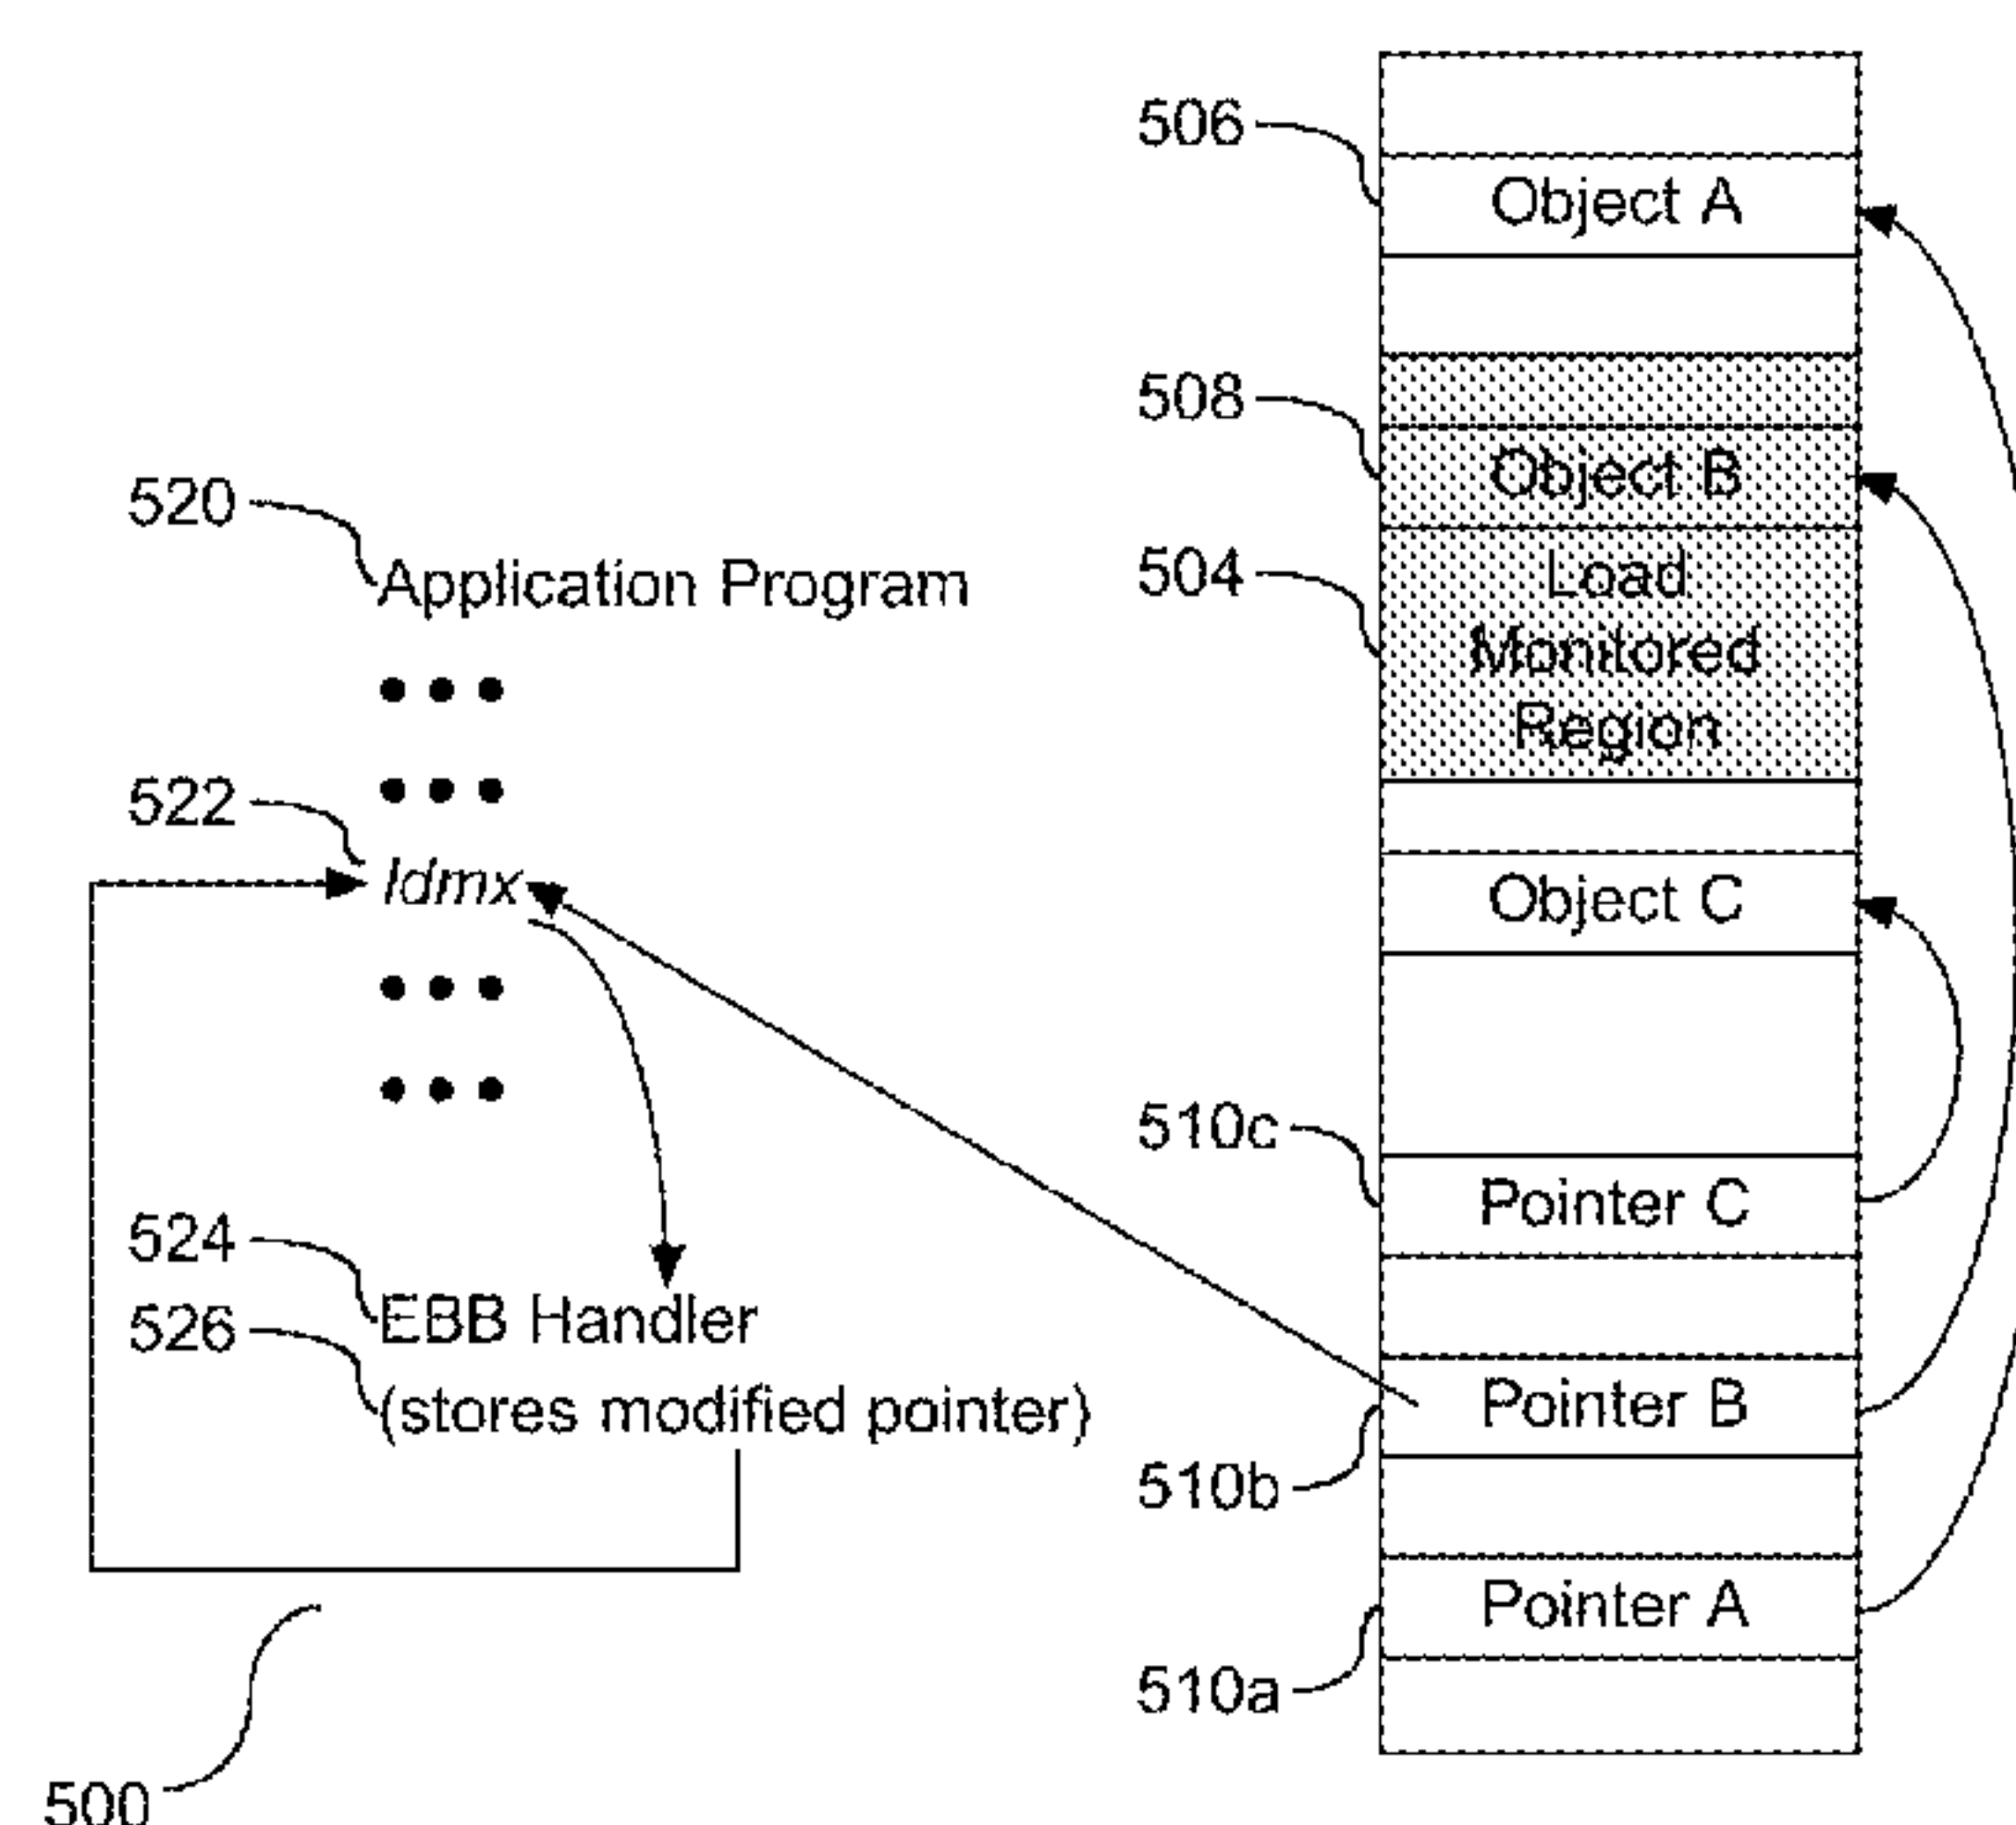 506
Object A
508
Object B
520
Application Program
504
Load
Monitored
Region
522
ldmx
Object C
510c
Pointer C
524
EBB Handler
526
(stores modified pointer)
Pointer B
510b
Pointer A
510a
500